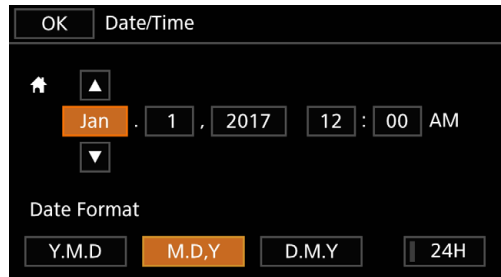 OK Date/Time
Jan . 1 , 2017 12 : 00 AM
Date Format
Y.M.D M.D,Y D.M.Y 24H